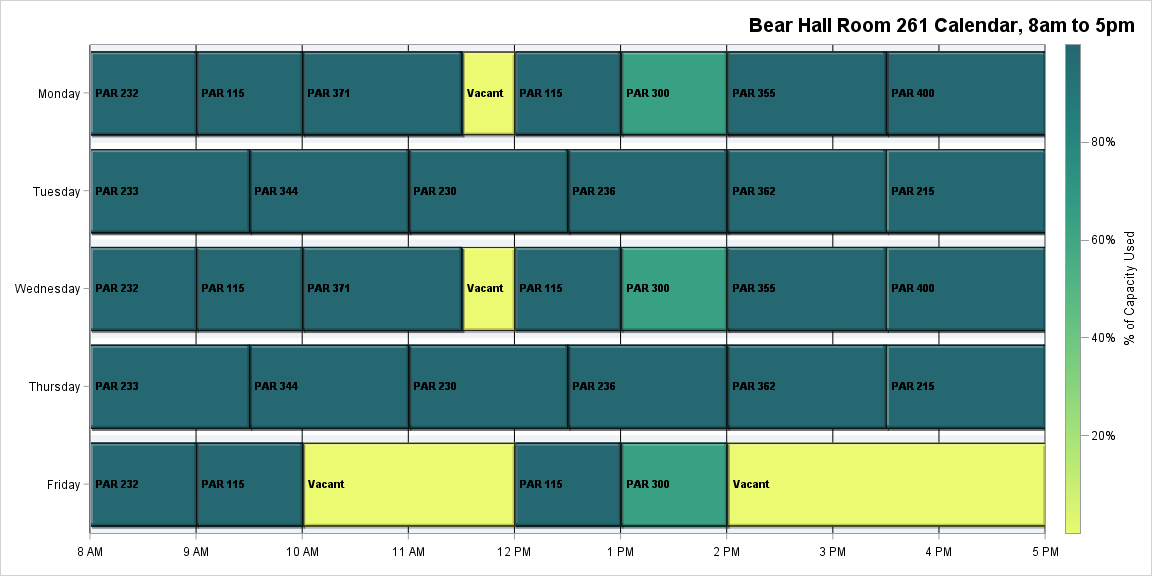 Bear Hall Room 261 Calendar, 8am to 5pm
Monday PAR 232 PAR 115 PAR 371 Vacant PAR 115 PAR 300 PAR 355 PAR 400
Tuesday PAR 233 PAR 344 PAR 230 PAR 236 PAR 362 PAR 215
Wednesday PAR 232 PAR 115 PAR 371 Vacant PAR 115 PAR 300 PAR 355 PAR 400
Thursday PAR 233 PAR 344 PAR 230 PAR 236 PAR 362 PAR 215
Friday PAR 232 PAR 115 Vacant PAR 115 PAR 300 Vacant
8 AM 9 AM 10 AM 11 AM 12 PM 1 PM 2 PM 3 PM 4 PM 5 PM
80%
60%
40%
20%
% of Capacity Used